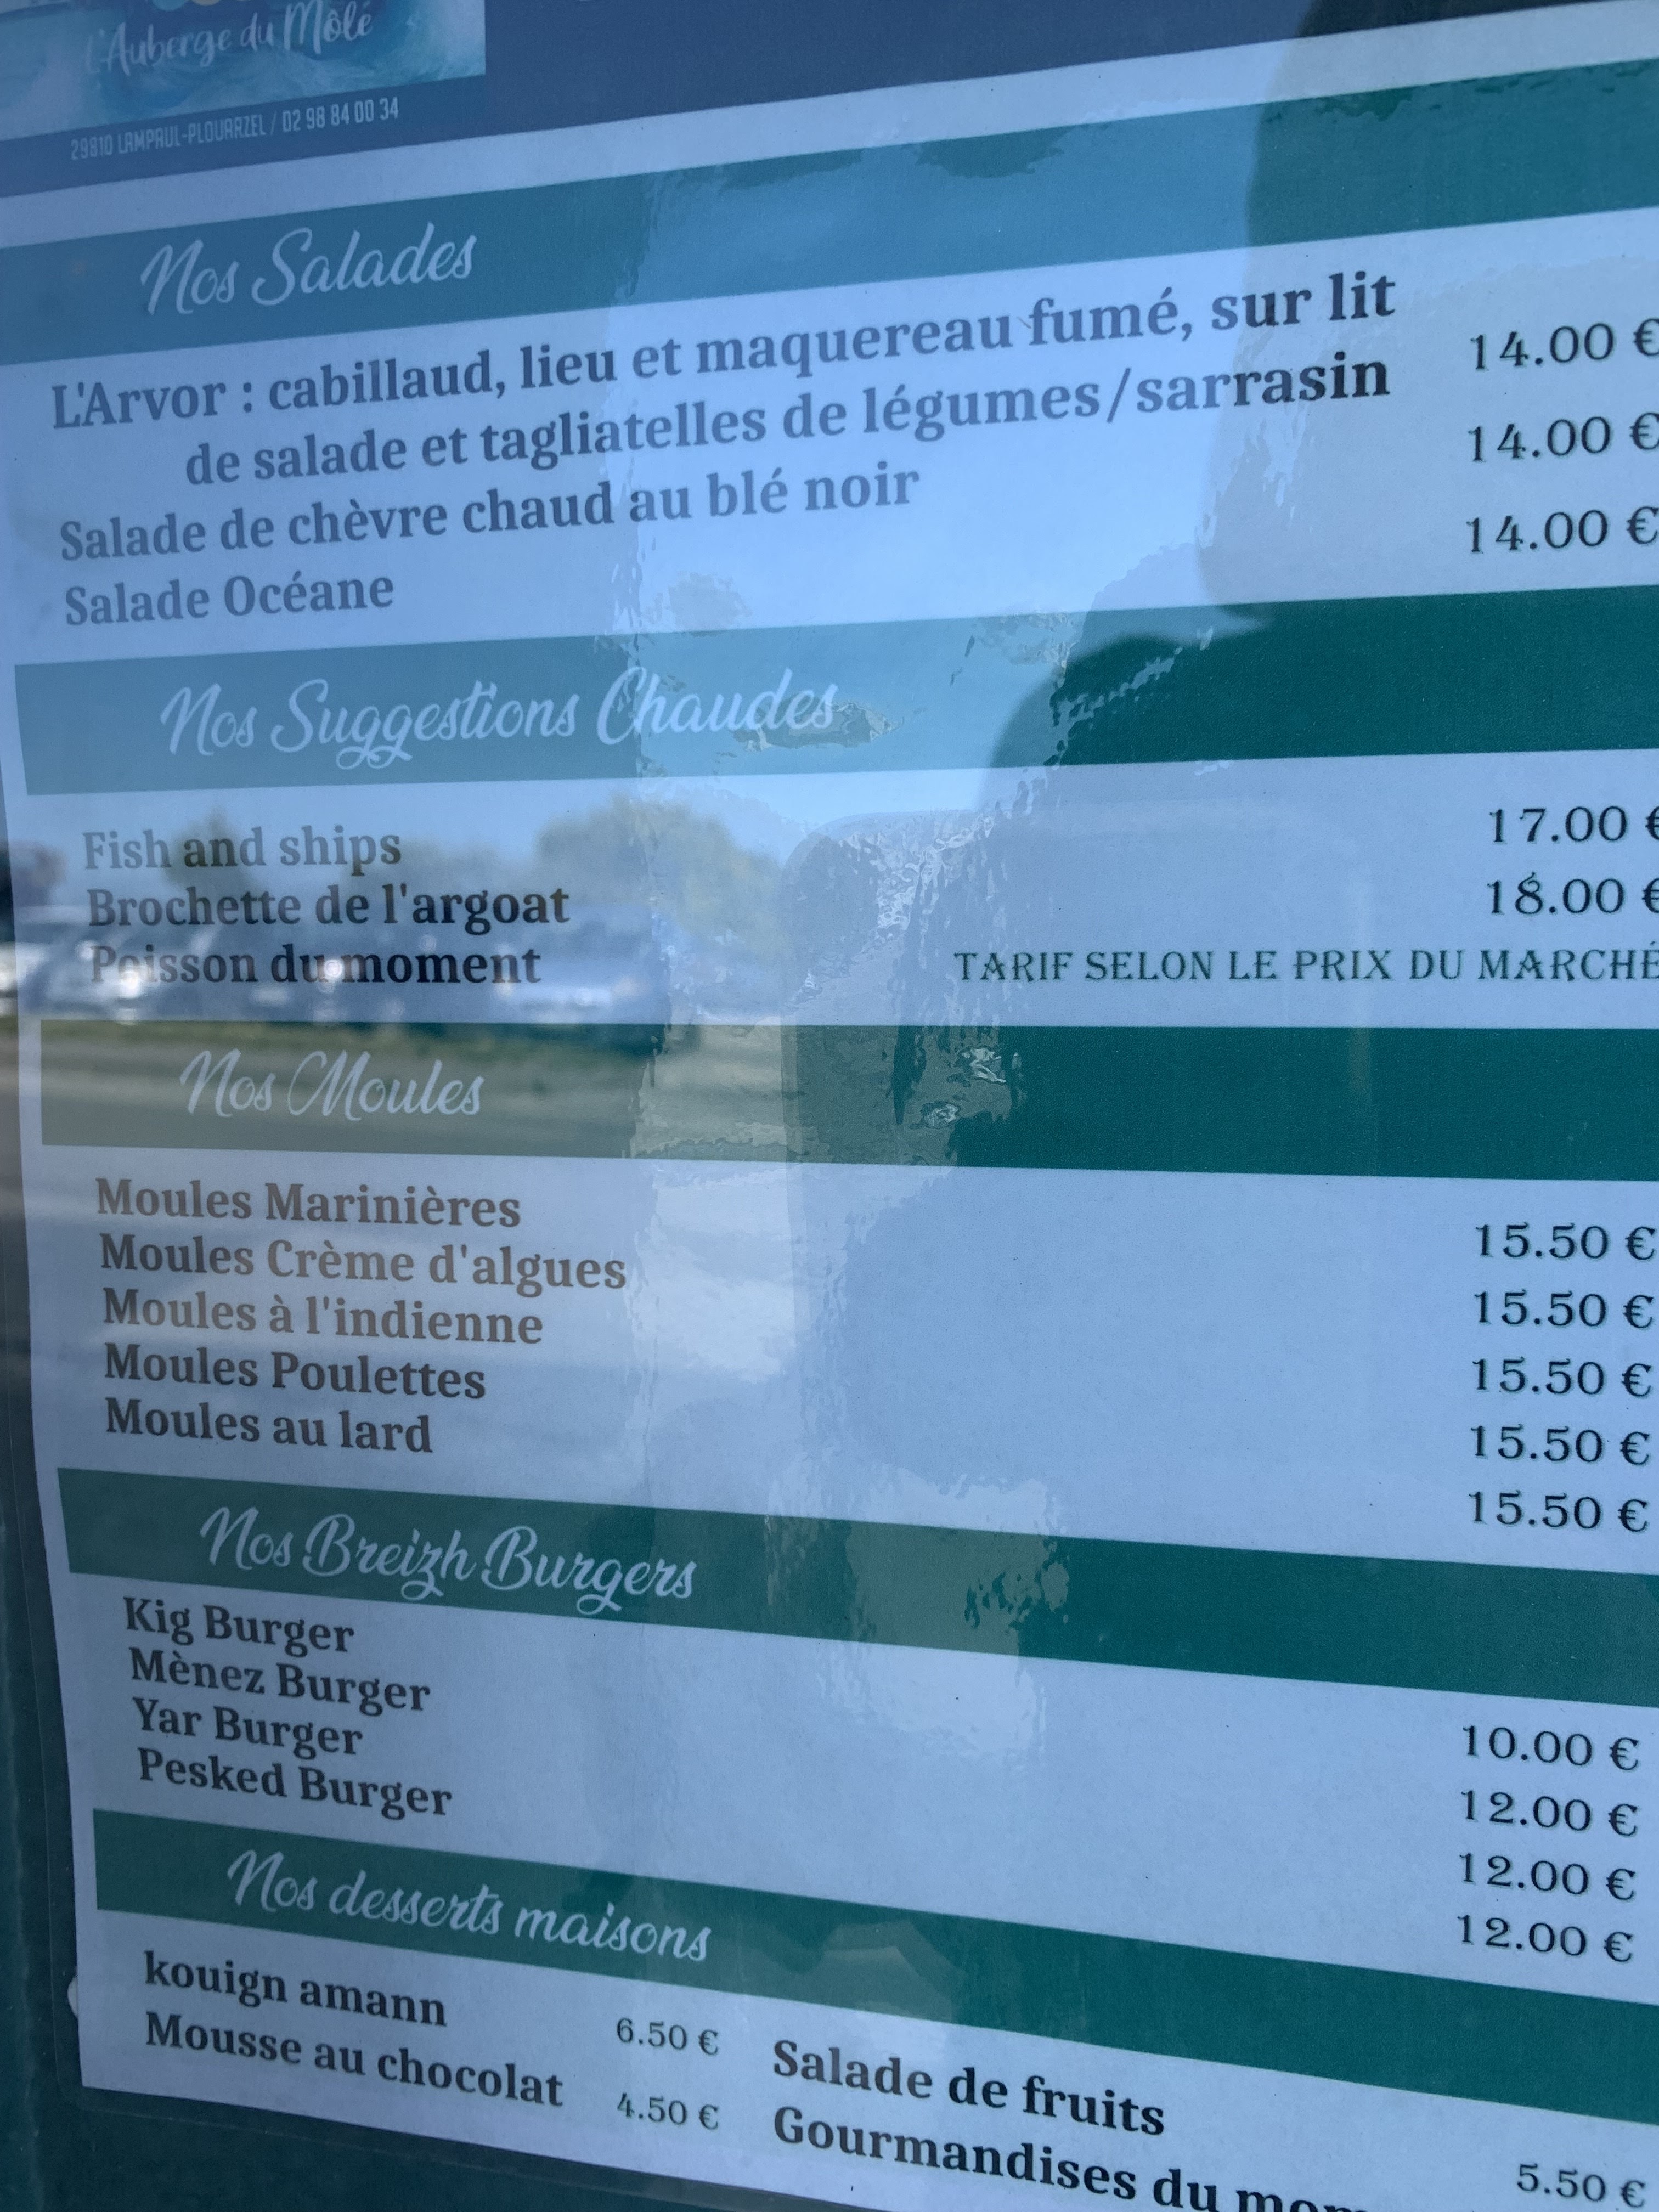 L'Auberge du Môle
29810 LAMPAUL-PLOUARZEL / 02 98 84 00 34
Nos Salades
L'Arvor : cabillaud, lieu et maquereau fumé, sur lit 14.00 €
de salade et tagliatelles de légumes/sarrasin
Salade de chèvre chaud au blé noir 14.00 €
Salade Océane 14.00 €
Nos Suggestions Chaudes
Fish and ships 17.00 €
Brochette de l'argoat 18.00 €
Poisson du moment TARIF SELON LE PRIX DU MARCHÉ
Nos Moules
Moules Marinières 15.50 €
Moules Crème d'algues 15.50 €
Moules à l'indienne 15.50 €
Moules Poulettes 15.50 €
Moules au lard 15.50 €
Nos Breizh Burgers
Kig Burger 10.00 €
Mènez Burger 12.00 €
Yar Burger 12.00 €
Pesked Burger 12.00 €
Nos desserts maisons
kouign amann 6.50 € Salade de fruits 5.50 €
Mousse au chocolat 4.50 € Gourmandises du